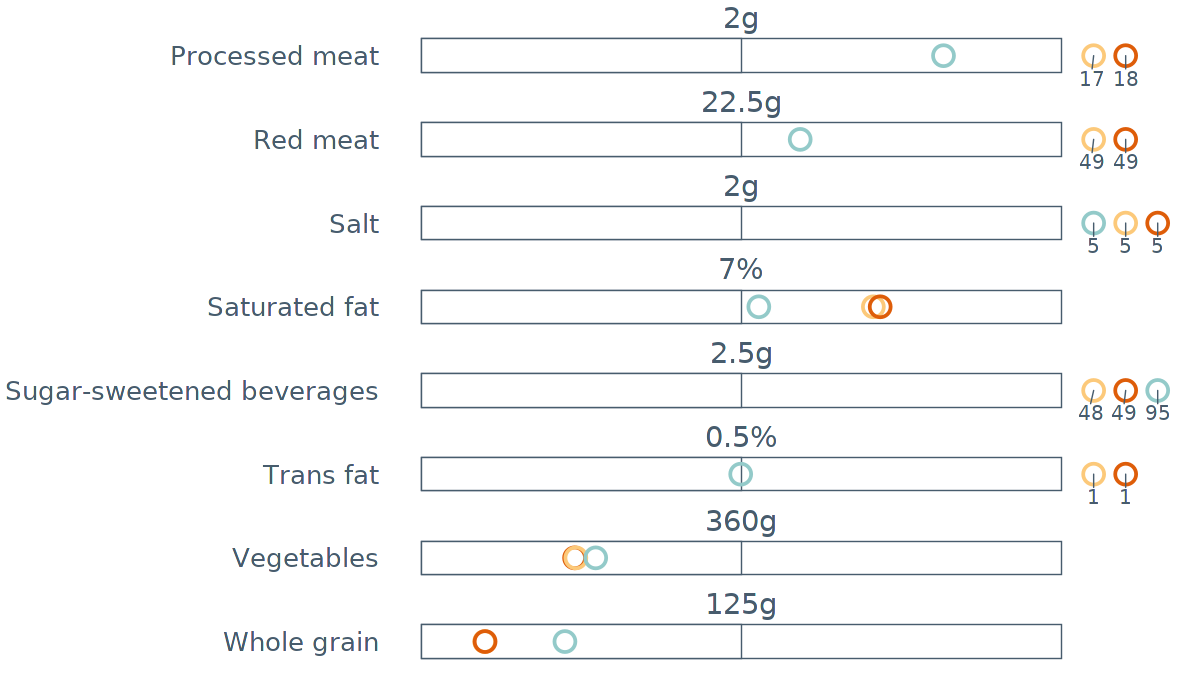 2g
Processed meat
17 18
22.5g
Red meat
49 49
2g
Salt
5 5 5
7%
Saturated fat
2.5g
Sugar-sweetened beverages
48 49 95
0.5%
Trans fat
1 1
360g
Vegetables
125g
Whole grain